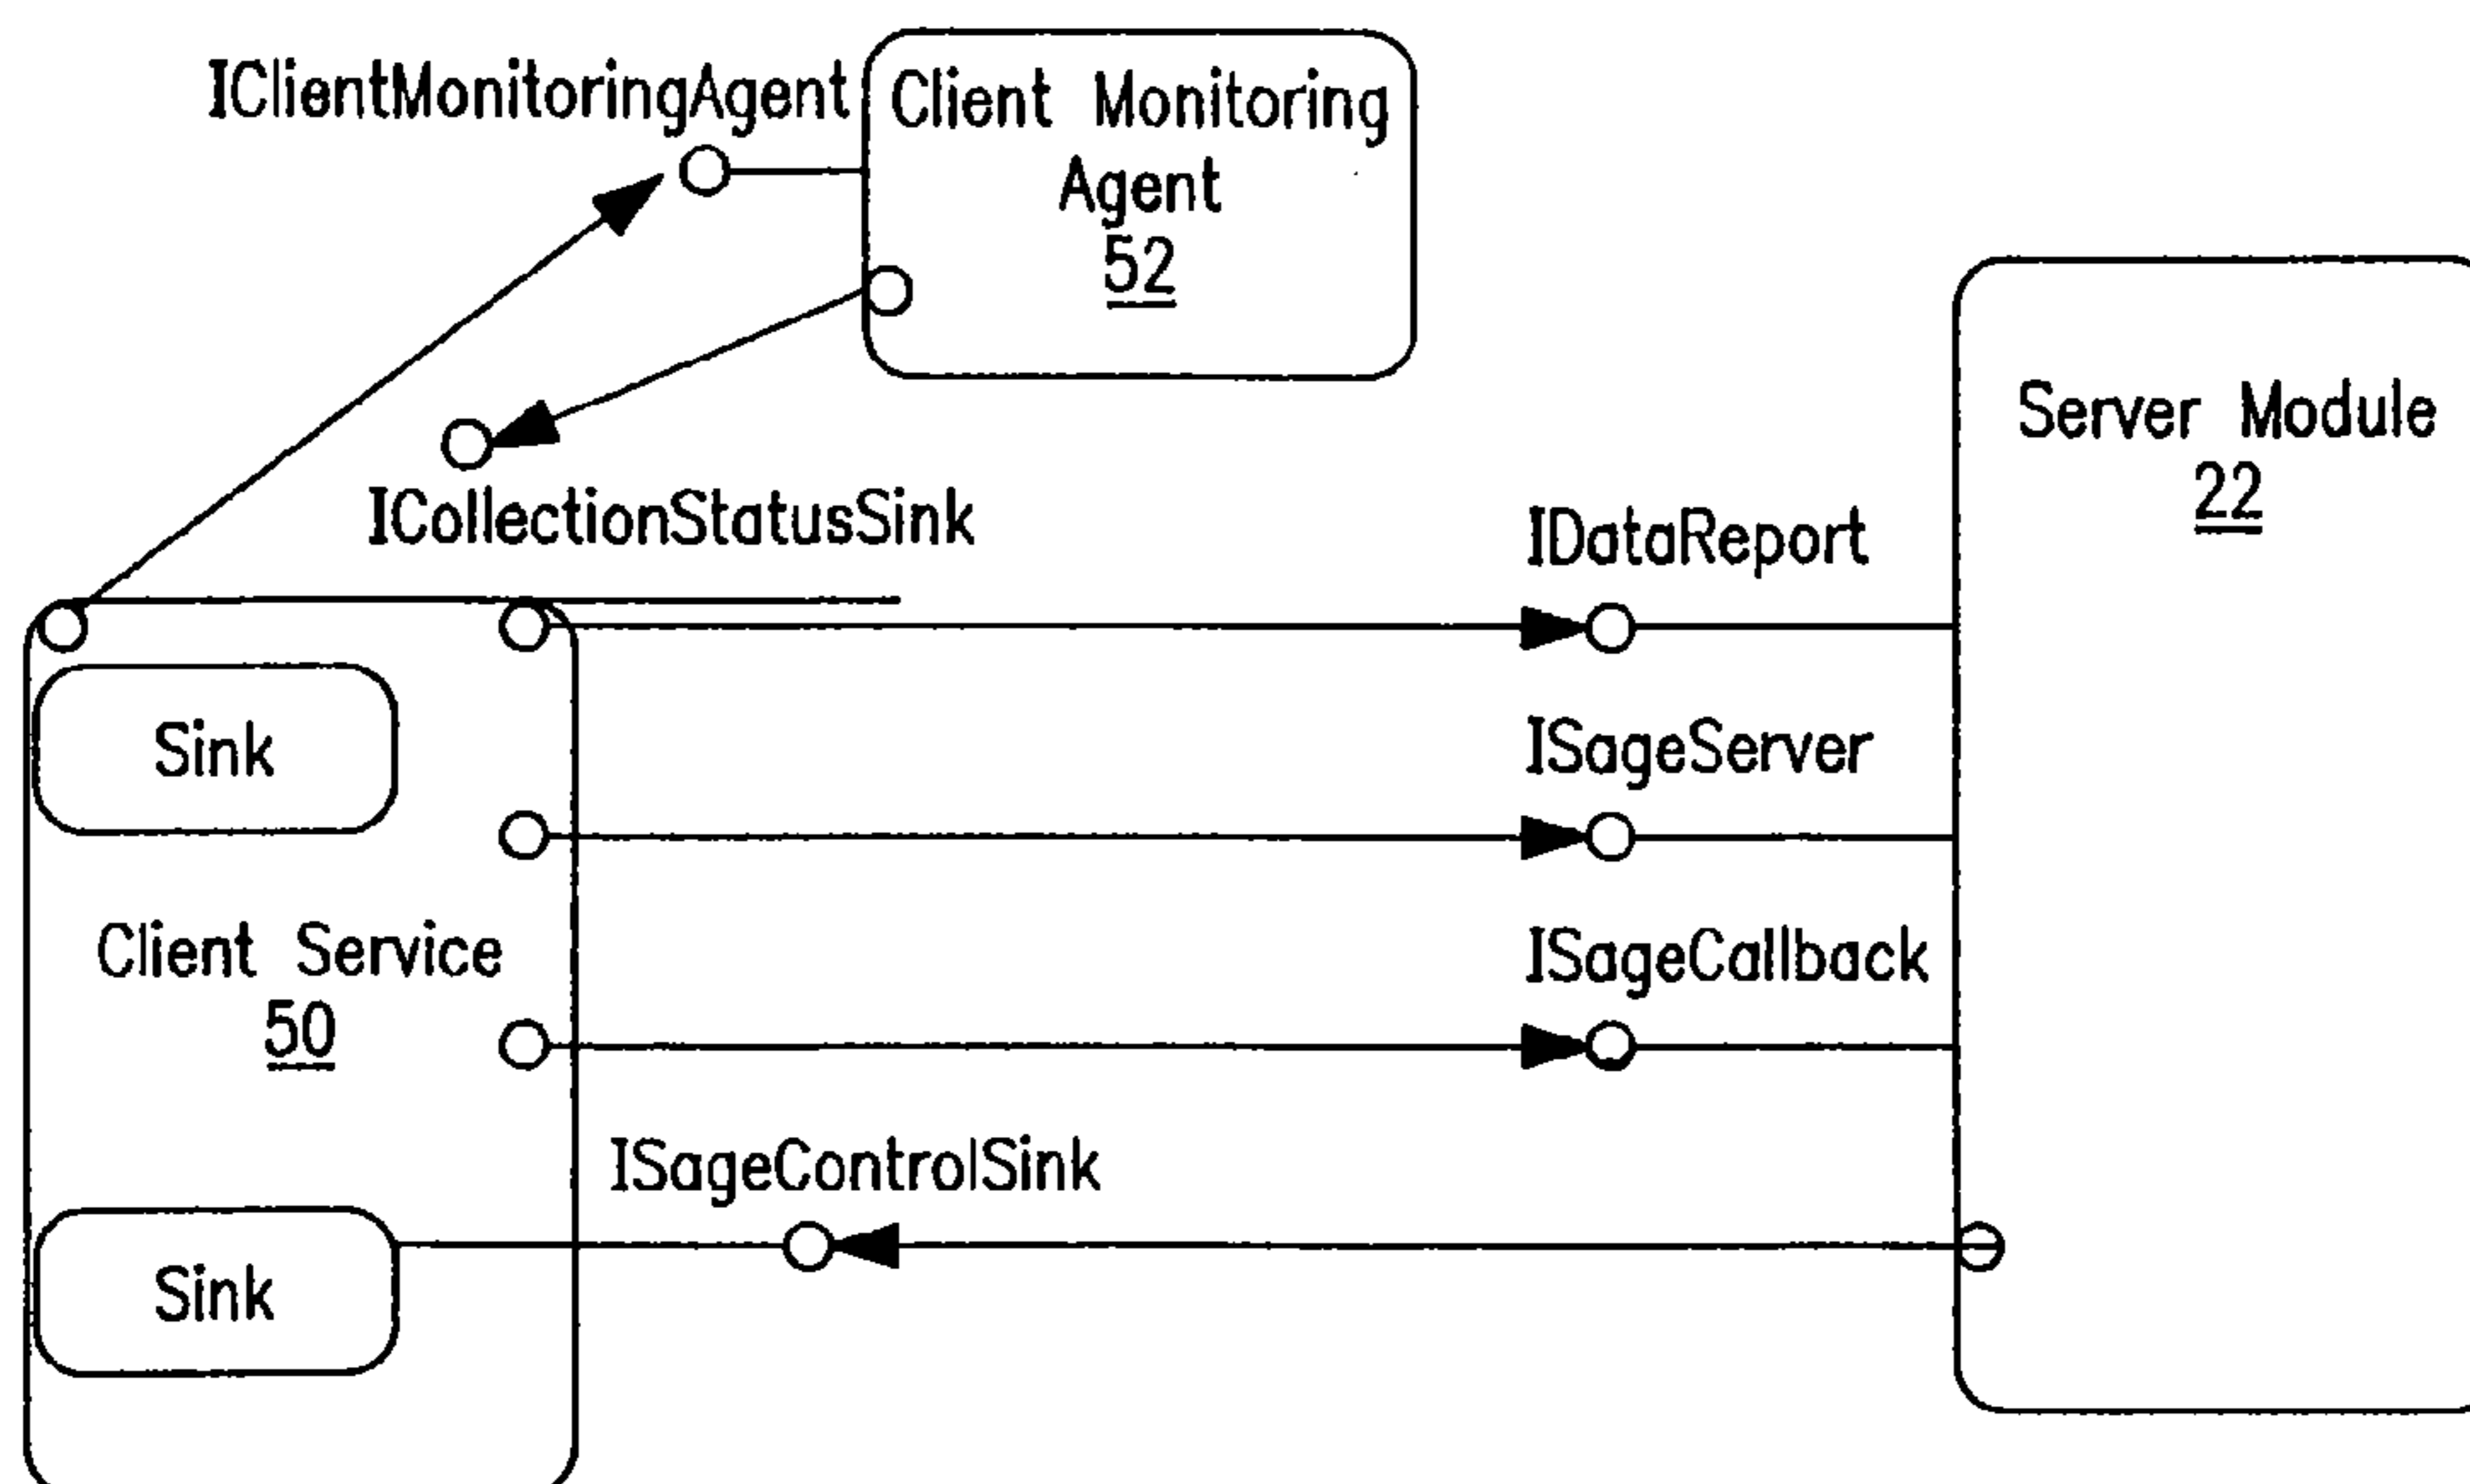 IClientMonitoringAgent
Client Monitoring
Agent
52
ICollectionStatusSink
Server Module
22
IDataReport
Sink
ISageServer
Client Service
50
ISageCallback
ISageControlSink
Sink